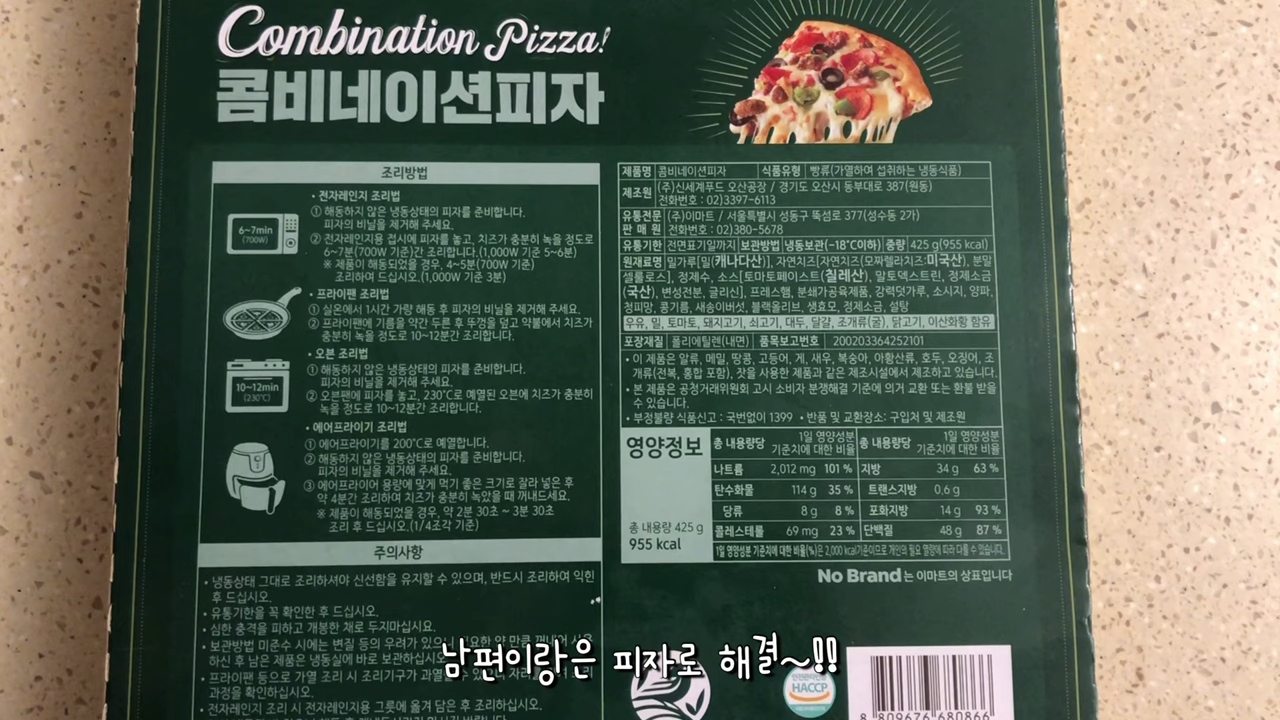 Combination Pizza!
콤비네이션피자
조리방법
• 전자레인지 조리법
6~7min
(700W)
① 해동하지 않은 냉동상태의 피자를 준비합니다.
피자의 비닐을 제거해 주세요.
② 전자레인지용 접시에 피자를 놓고, 치즈가 충분히 녹을 정도로
6~7분(700W 기준)간 조리합니다.(1,000W 기준 5~6분)
※ 제품이 해동되었을 경우, 4~5분(700W 기준)
조리하여 드십시오.(1,000W 기준 3분)
• 프라이팬 조리법
① 실온에서 1시간 가량 해동 후 피자의 비닐을 제거해 주세요.
② 프라이팬에 기름을 약간 두른 후 뚜껑을 덮고 약불에서 치즈가
충분히 녹을 정도로 10~12분간 조리합니다.
• 오븐 조리법
10~12min
(230℃)
① 해동하지 않은 냉동상태의 피자를 준비합니다.
피자의 비닐을 제거해 주세요.
② 오븐팬에 피자를 놓고, 230℃로 예열된 오븐에 치즈가 충분히
녹을 정도로 10~12분간 조리합니다.
• 에어프라이기 조리법
① 에어프라이기를 200℃로 예열합니다.
② 해동하지 않은 냉동상태의 피자를 준비합니다.
피자의 비닐을 제거해 주세요.
③ 에어프라이어 용량에 맞게 먹기 좋은 크기로 잘라 넣은 후
약 4분간 조리하여 치즈가 충분히 녹았을 때 꺼내드세요.
※ 제품이 해동되었을 경우, 약 2분 30초 ~ 3분 30초
조리 후 드십시오.(1/4조각 기준)
주의사항
• 냉동상태 그대로 조리하셔야 신선함을 유지할 수 있으며, 반드시 조리하여 익힌
후 드십시오.
• 유통기한을 꼭 확인한 후 드십시오.
• 심한 충격을 피하고 개봉한 채로 두지마십시요.
• 보관방법 미준수 시에는 변질 등의 우려가 있으니
하신 후 남은 제품은 냉동실에 바로 보관하십시오
• 프라이팬 등으로 가열 조리 시 조리기구가 과열될 수
과정을 확인하십시오.
• 전자레인지 조리 시 전자레인지용 그릇에 옮겨 담은 후 조리하십시오.
제품명 콤비네이션피자 식품유형 빵류(가열하여 섭취하는 냉동식품)
제조원 (주)신세계푸드 오산공장 / 경기도 오산시 동부대로 387(원동)
전화번호 : 02)3397-6113
유통전문판매원 (주)이마트 / 서울특별시 성동구 뚝섬로 377(성수동 2가)
전화번호 : 02)380-5678
유통기한 전면표기일까지 보관방법 냉동보관(-18℃이하) 중량 425 g(955 kcal)
원재료명 밀가루[밀(캐나다산)], 자연치즈[자연치즈(모짜렐라치즈:미국산), 분말
셀룰로스], 정제수, 소스[토마토페이스트(칠레산), 말토덱스트린, 정제소금
(국산), 변성전분, 글리신], 프레스햄, 분쇄가공육제품, 강력덧가루, 소시지, 양파,
청피망, 콩기름, 새송이버섯, 블랙올리브, 생효모, 정제소금, 설탕
우유, 밀, 토마토, 돼지고기, 쇠고기, 대두, 달걀, 조개류(굴), 닭고기, 이산화황 함유
포장재질 폴리에틸렌(내면) 품목보고번호 200203364252101
• 이 제품은 알류, 메밀, 땅콩, 고등어, 게, 새우, 복숭아, 아황산류, 호두, 오징어, 조
개류(전복, 홍합 포함), 잣을 사용한 제품과 같은 제조시설에서 제조하고 있습니다.
• 본 제품은 공정거래위원회 고시 소비자 분쟁해결 기준에 의거 교환 또는 환불 받을
수 있습니다.
• 부정불량 식품신고 : 국번없이 1399 • 반품 및 교환장소: 구입처 및 제조원
영양정보
총 내용량 425 g
955 kcal
총 내용량당 1일 영양성분 기준치에 대한 비율 총 내용량당 1일 영양성분 기준치에 대한 비율
나트륨 2,012 mg 101 % 지방 34 g 63 %
탄수화물 114 g 35 % 트랜스지방 0.6 g
당류 8 g 8 % 포화지방 14 g 93 %
콜레스테롤 69 mg 23 % 단백질 48 g 87 %
1일 영양성분 기준치에 대한 비율(%)은 2,000 kcal기준이므로 개인의 필요 열량에 따라 다를 수 있습니다.
No Brand는 이마트의 상표입니다
남편이랑은 피자로 해결~!!
HACCP
8 809676 680866